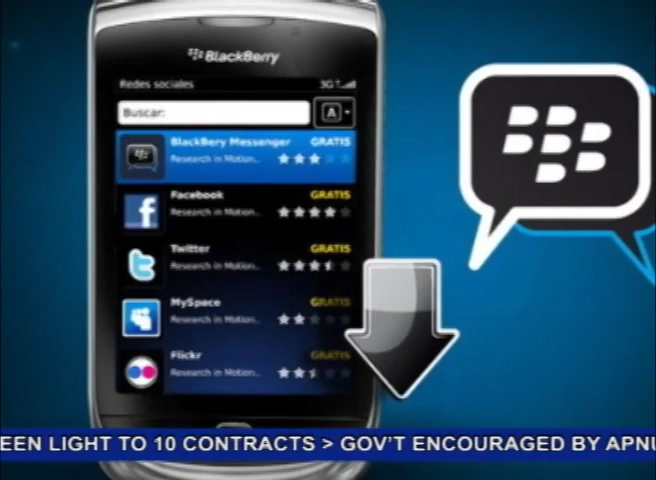 BlackBerry
Redes sociales 3G
Buscar: A
BlackBery Messenger GRATIS
Research in Motion..
Facebook GRATIS
Research in Motion..
Twitter GRATIS
Research in Motion..
MySpace GRATIS
Research in Motion..
Flickr GRATIS
Research in Motion..
EEN LIGHT TO 10 CONTRACTS > GOV'T ENCOURAGED BY APNU